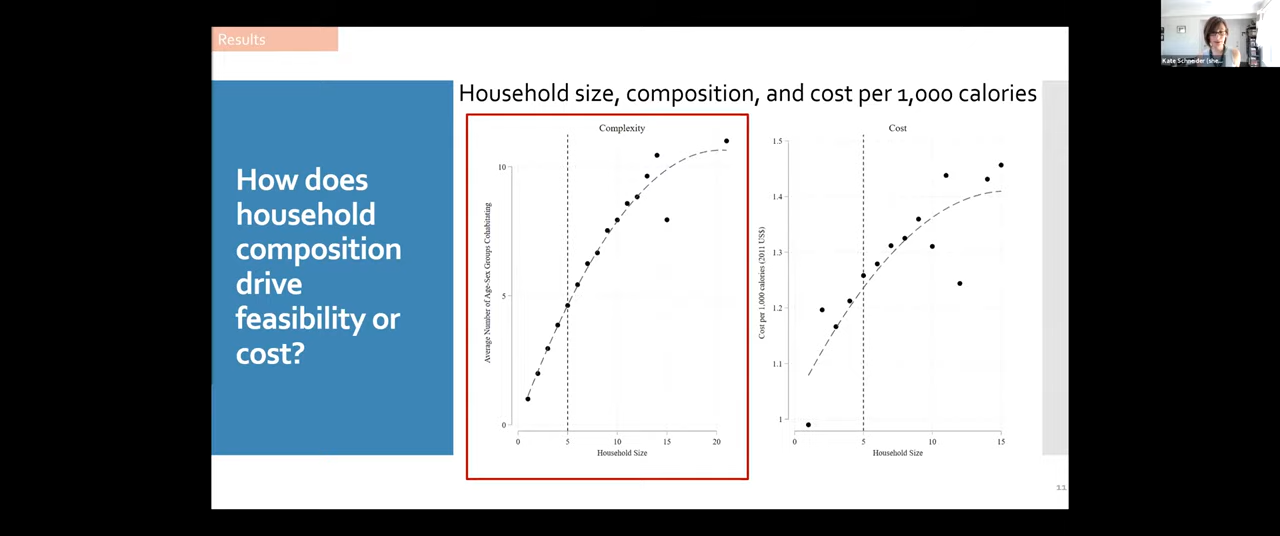 Results
Kate Schneider (she...
Household size, composition, and cost per 1,000 calories
How does
household
composition
drive
feasibility or
cost?
Complexity
Average Number of Age-Sex Groups Cohabitating
10
5
0
0 5 10 15 20
Household Size
Cost
Cost per 1,000 calories (2011 US$)
1.5
1.4
1.3
1.2
1.1
1
0 5 10 15
Household Size
11